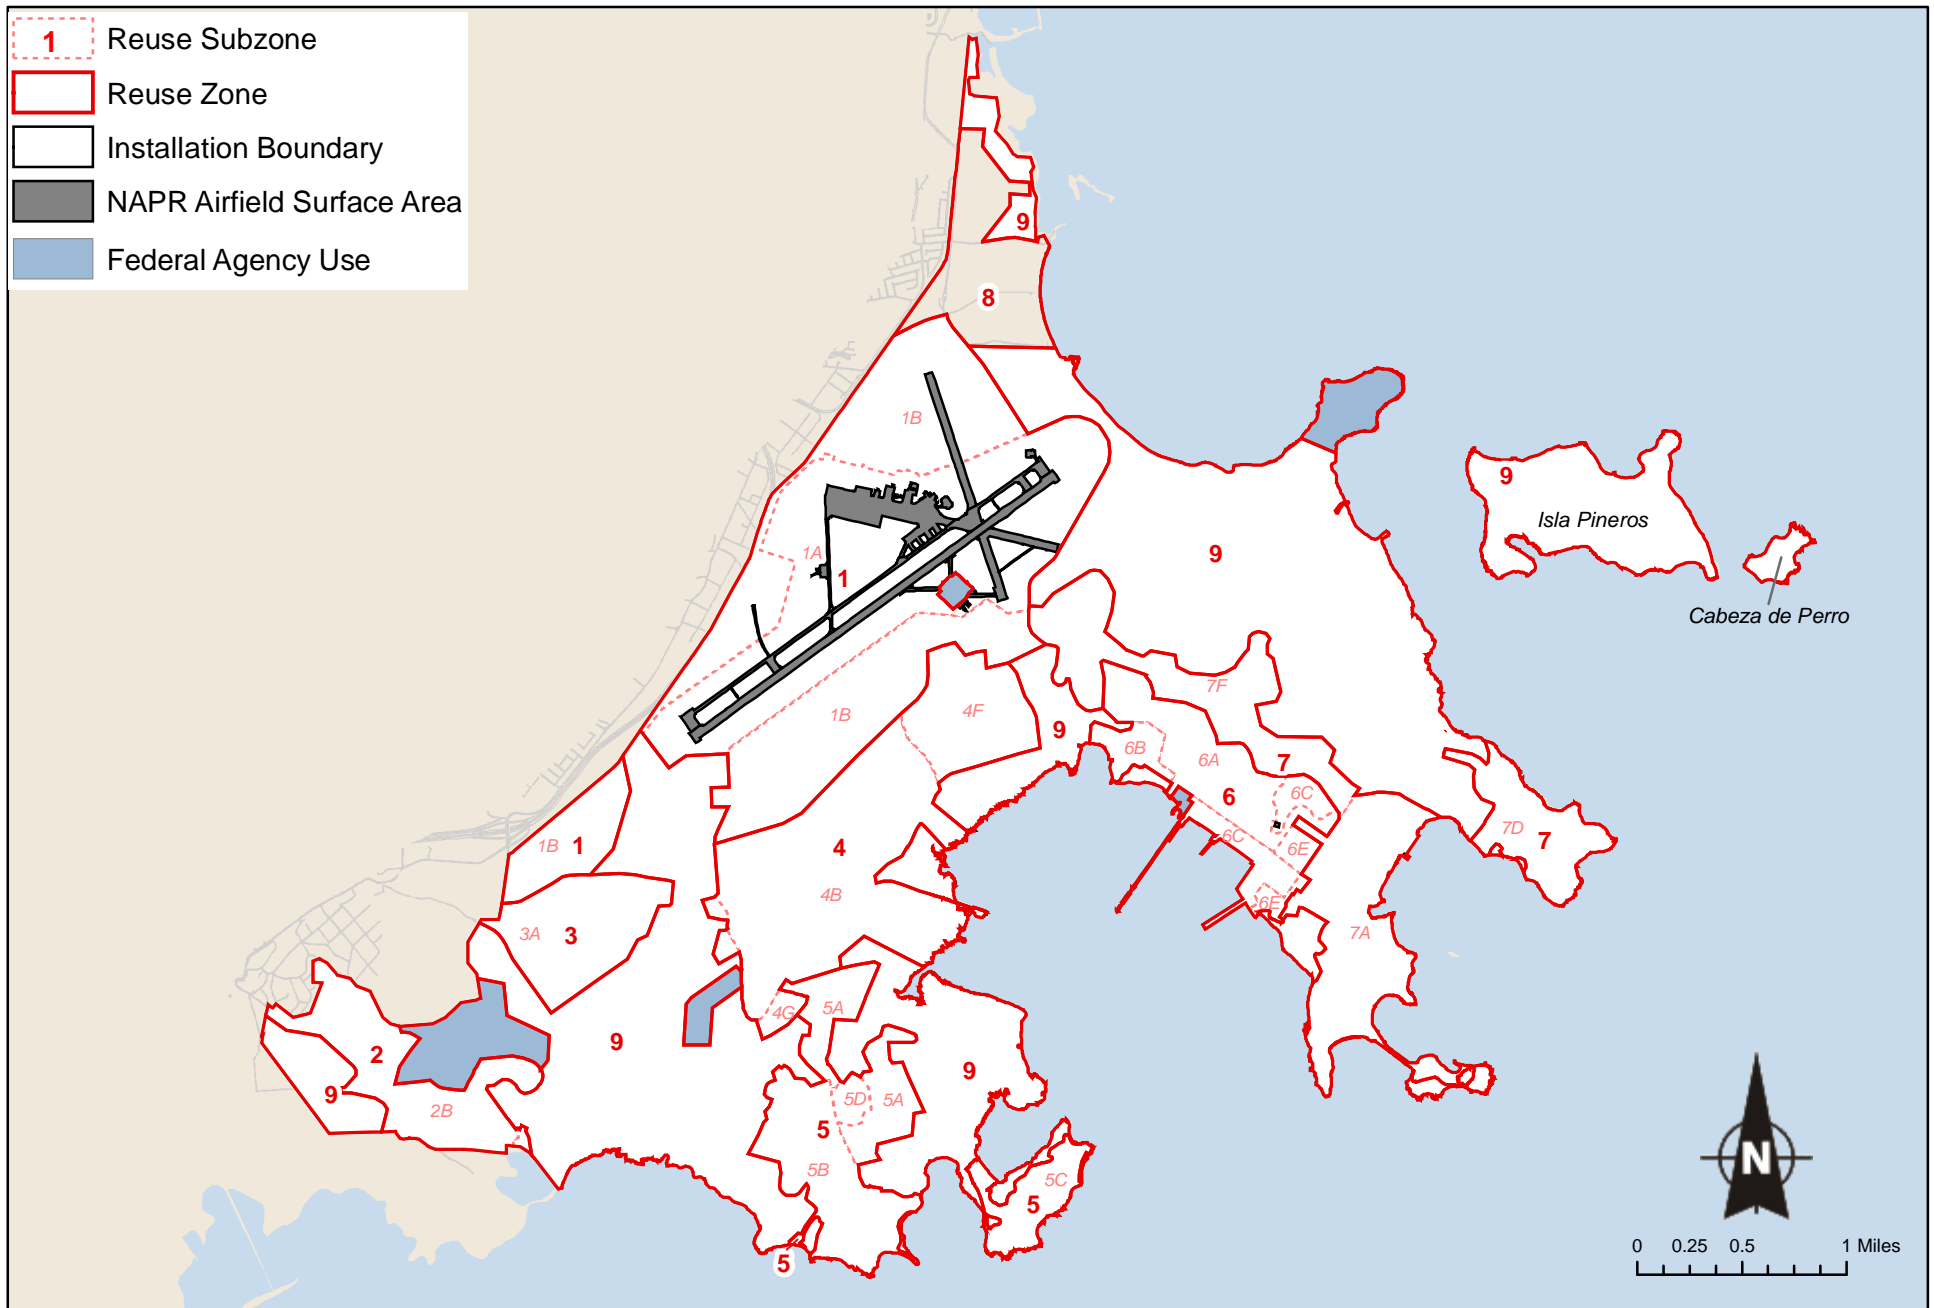 1 Reuse Subzone
Reuse Zone
Installation Boundary
NAPR Airfield Surface Area
Federal Agency Use
9
8
1B
9
Isla Pineros
1A
1
9
Cabeza de Perro
7F
1B
4F
9
6B
6A
7
6
6C
6C
6E
7D
7
1B
1
4
4B
6E
3A
3
7A
4G
5A
9
2
9
9
5D
5A
2B
5
5B
5C
5
5
N
0 0.25 0.5 1 Miles